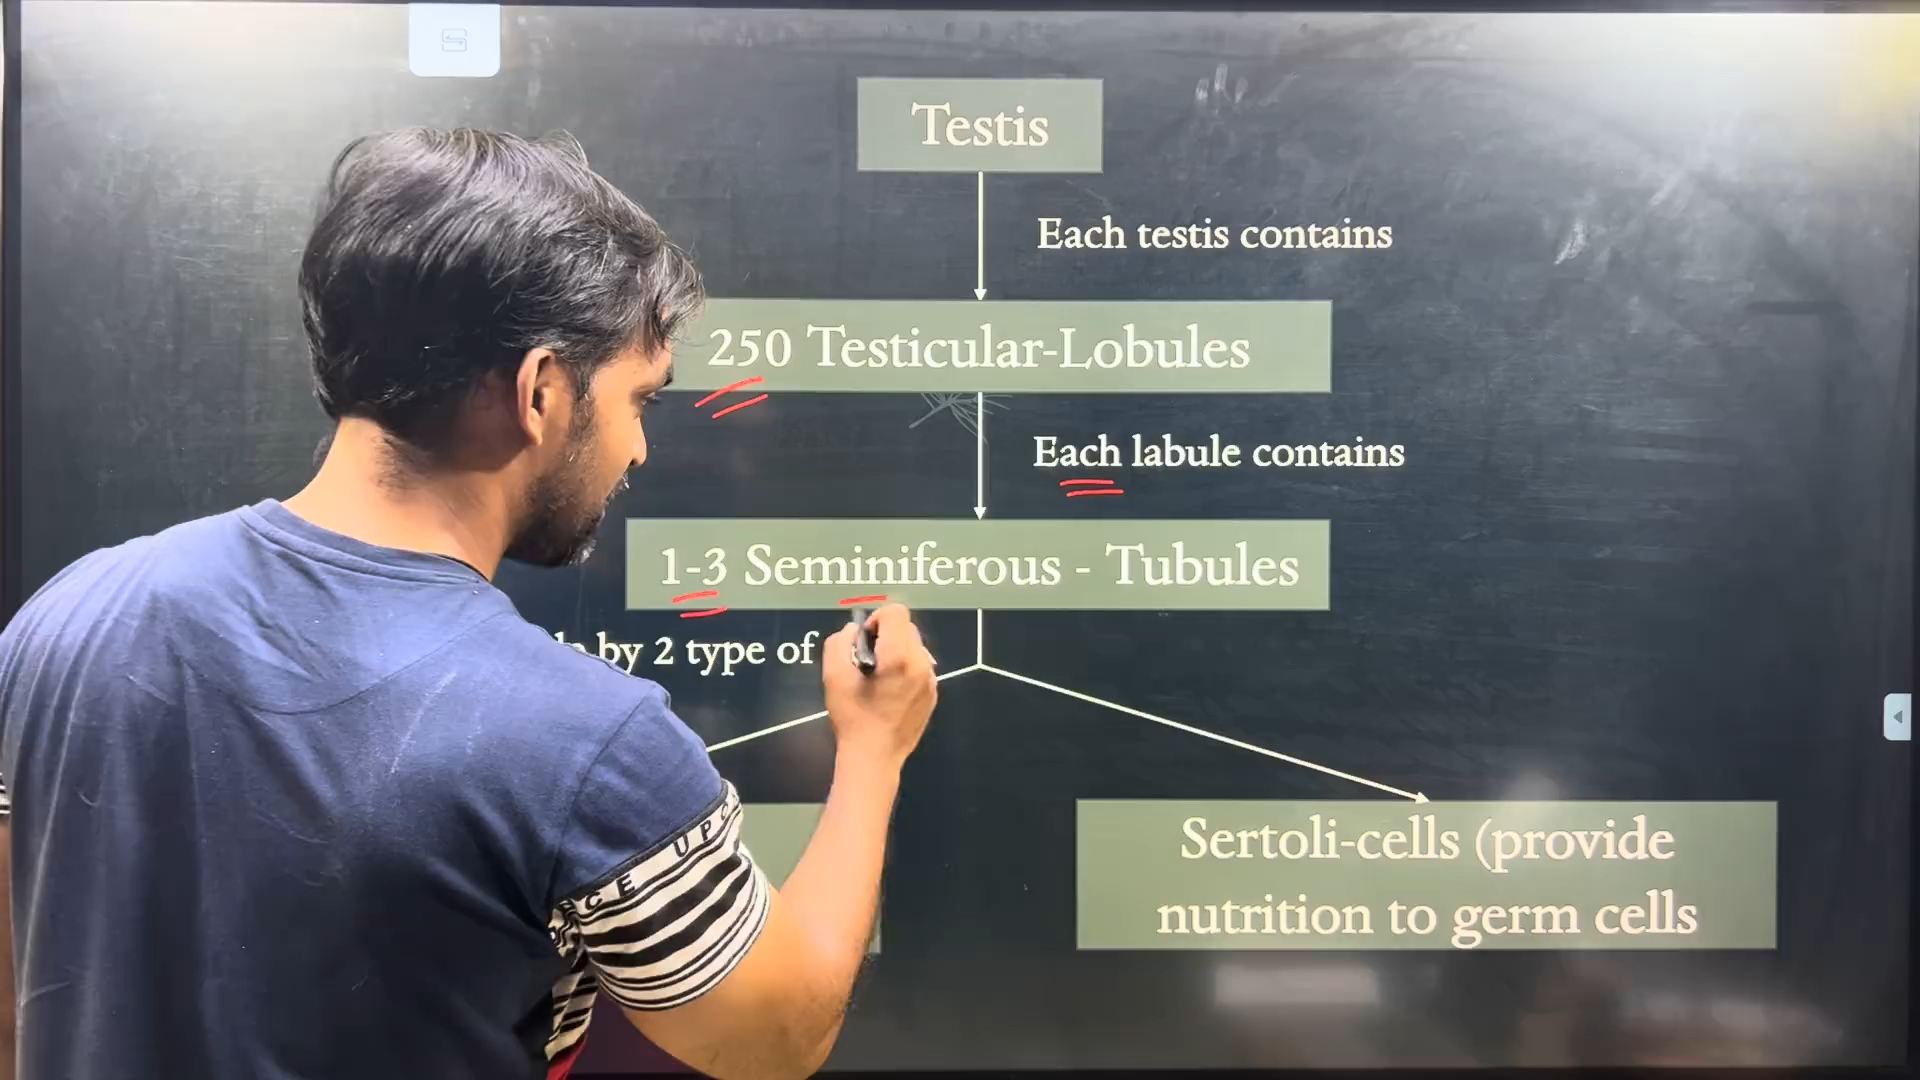 Testis
Each testis contains
250 Testicular-Lobules
Each labule contains
1-3 Seminiferous - Tubules
by 2 type of
Sertoli-cells (provide
nutrition to germ cells